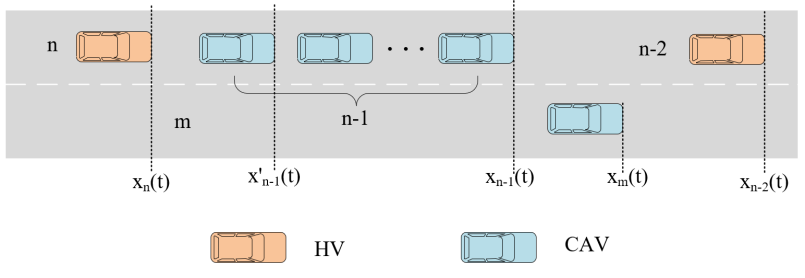 n
n-2
n-1
m
xn(t)
x'n-1(t)
xn-1(t)
xm(t)
xn-2(t)
HV
CAV